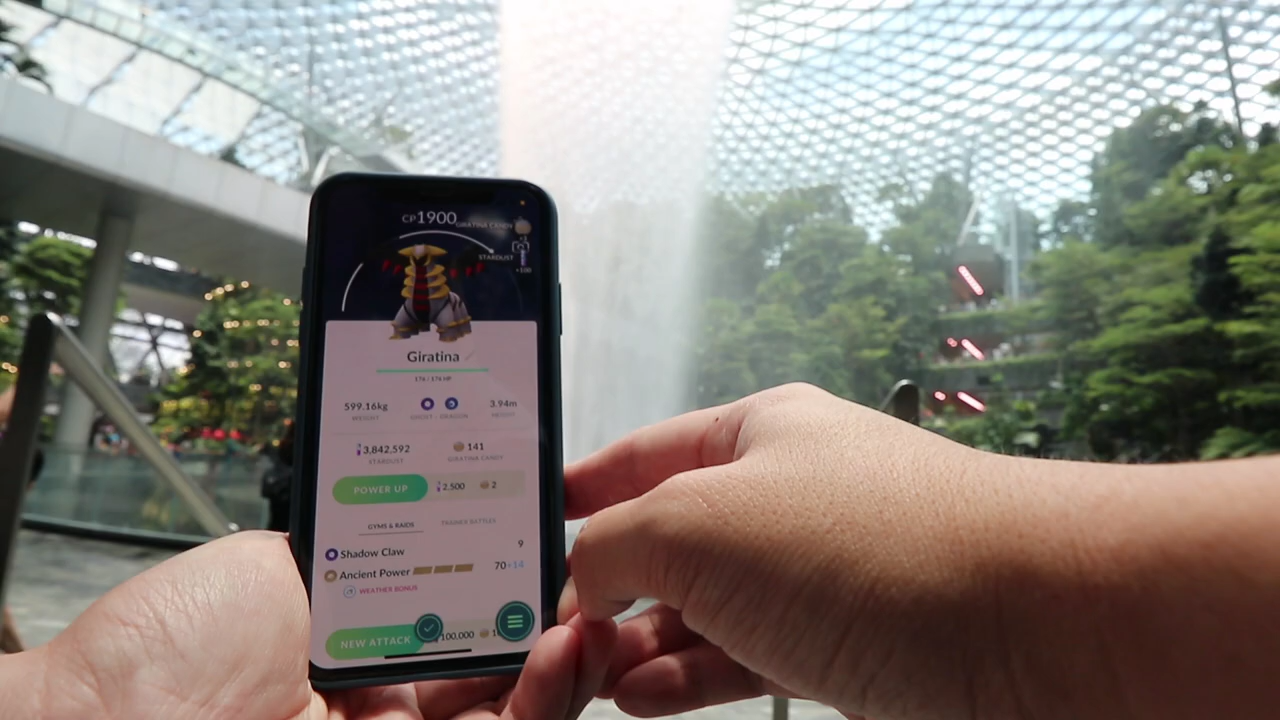 CP1900
GIRATINA CANDY
STARDUST
+100
Giratina
176 / 176 HP
599.16kg
WEIGHT
GHOST - DRAGON
3.94m
HEIGHT
3,842,592
STARDUST
141
GIRATINA CANDY
POWER UP
2,500
2
GYMS & RAIDS
TRAINER BATTLES
Shadow Claw
9
Ancient Power
70+14
WEATHER BONUS
NEW ATTACK
100,000